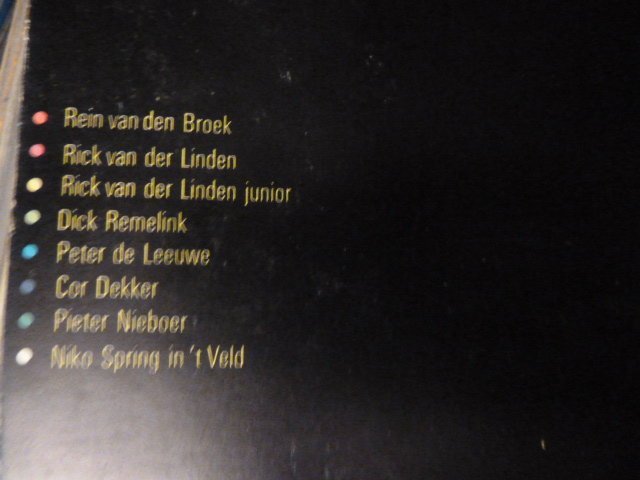 Rein van den Broek
Rick van der Linden
Rick van der Linden junior
Dick Remelink
Peter de Leeuwe
Cor Dekker
Pieter Nieboer
Niko Spring in 't Veld